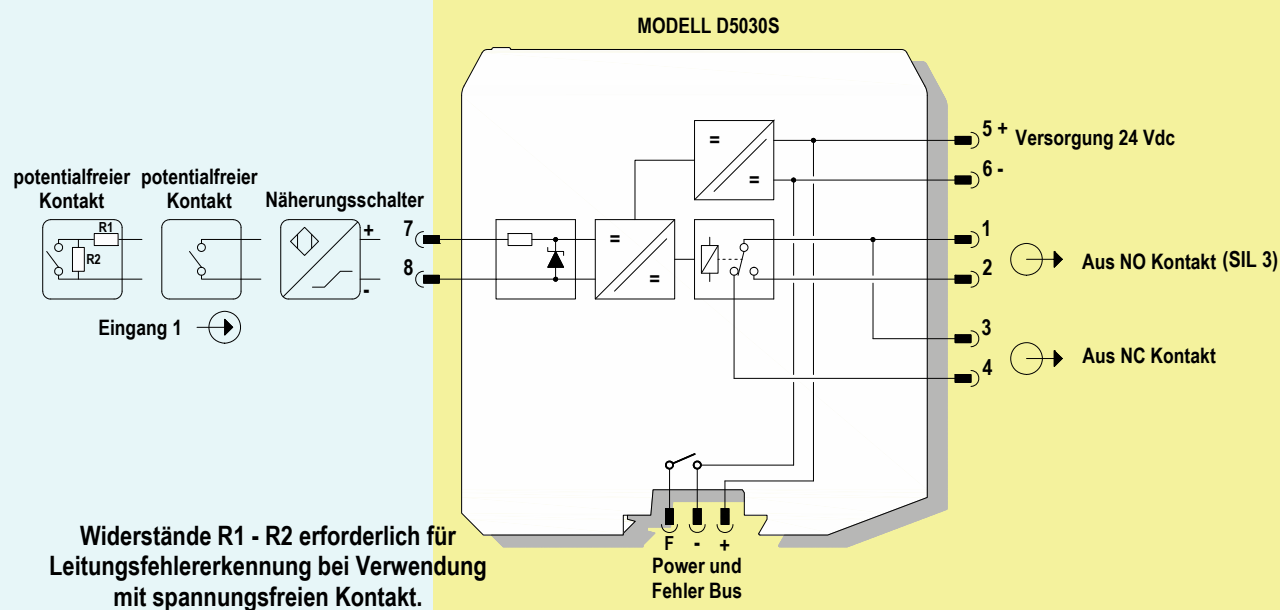 MODELL D5030S
5 + Versorgung 24 Vdc
6 -
potentialfreier
Kontakt
potentialfreier
Kontakt
Näherungsschalter
R1
R2
+
-
7
8
=
=
=
=
1
2
Aus NO Kontakt (SIL 3)
3
4
Aus NC Kontakt
Eingang 1
F - +
Power und
Fehler Bus
Widerstände R1 - R2 erforderlich für
Leitungsfehlererkennung bei Verwendung
mit spannungsfreien Kontakt.